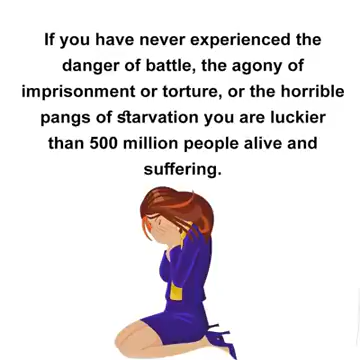 If you have never experienced the
danger of battle, the agony of
imprisonment or torture, or the horrible
pangs of starvation you are luckier
than 500 million people alive and
suffering.